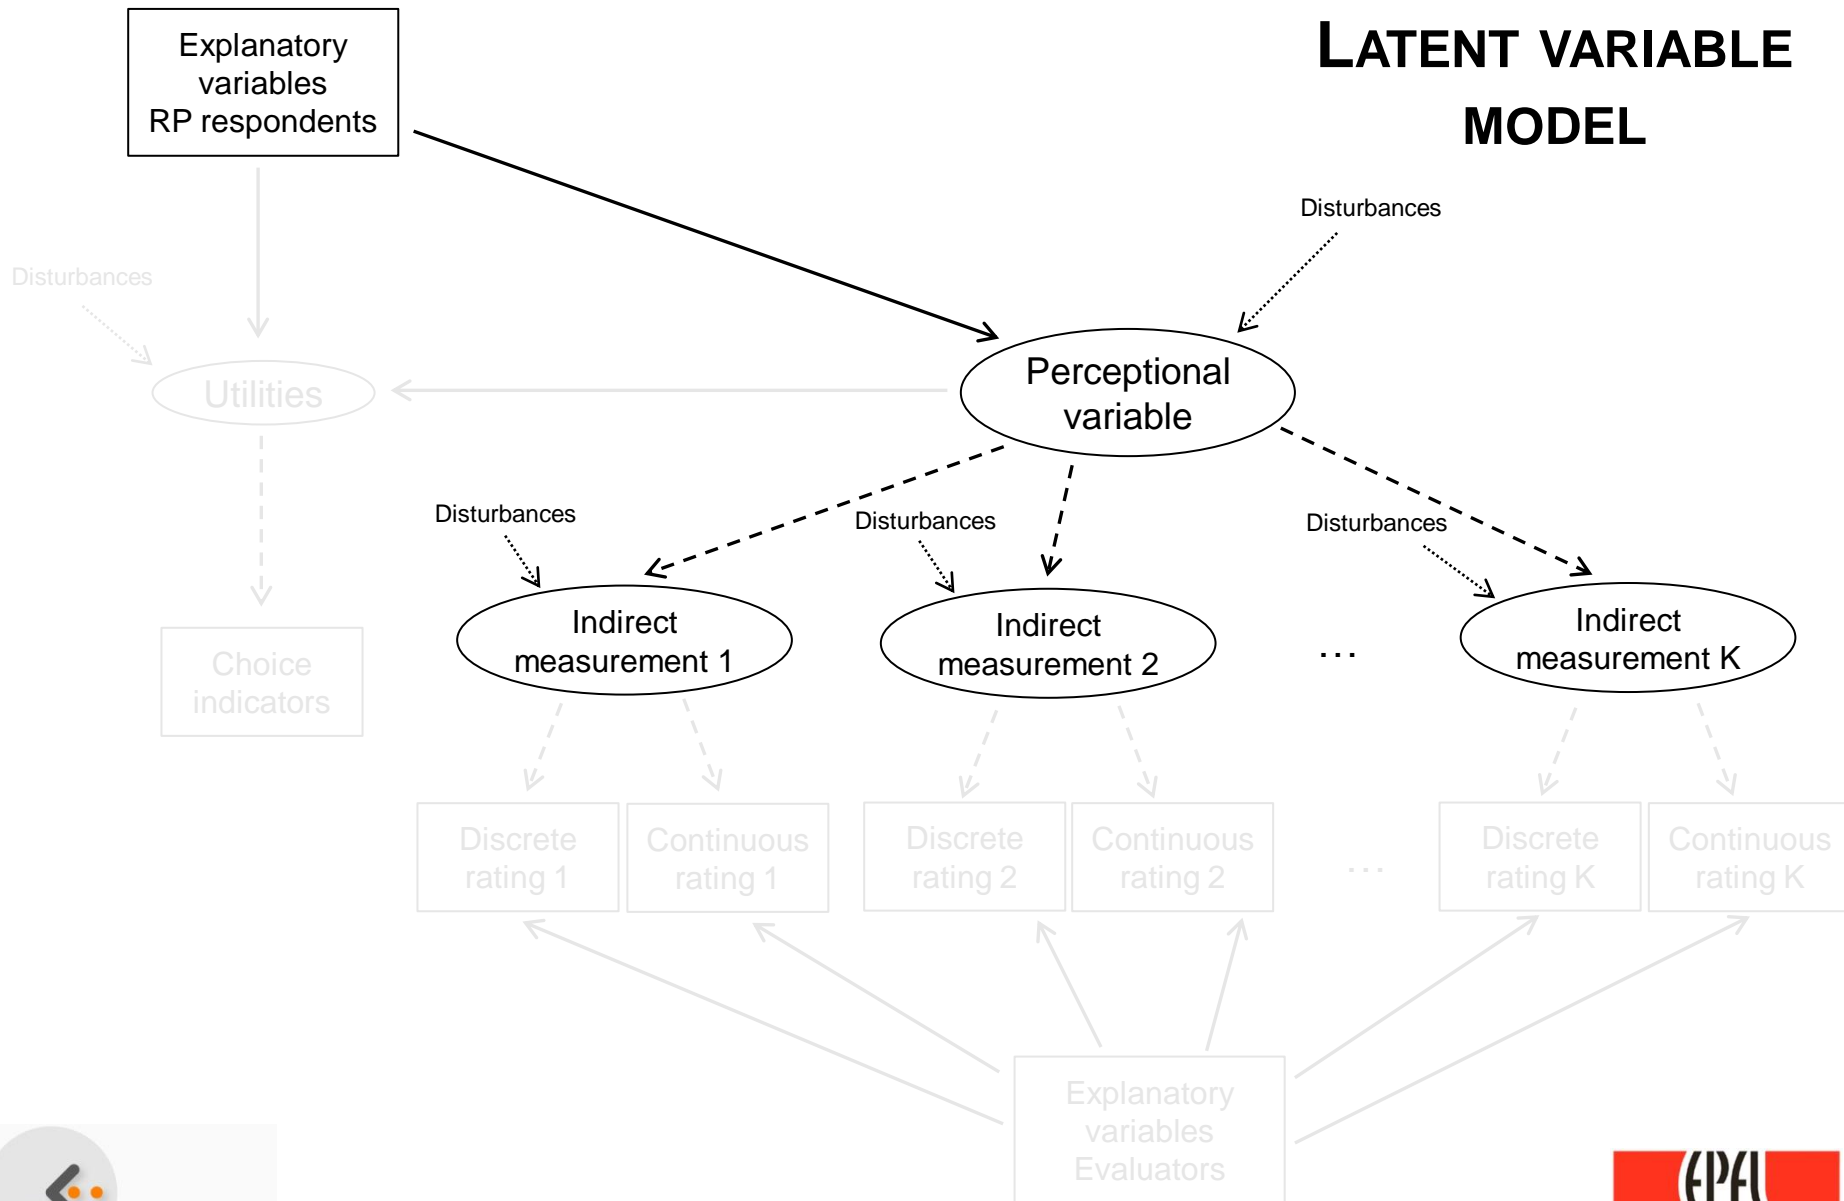 LATENT VARIABLE
MODEL
Explanatory
variables
RP respondents
Disturbances
Disturbances
Utilities
Perceptional
variable
Disturbances
Disturbances
Disturbances
Choice
indicators
Indirect
measurement 1
Indirect
measurement 2
...
Indirect
measurement K
Discrete
rating 1
Continuous
rating 1
Discrete
rating 2
Continuous
rating 2
...
Discrete
rating K
Continuous
rating K
Explanatory
variables
Evaluators
EPFL